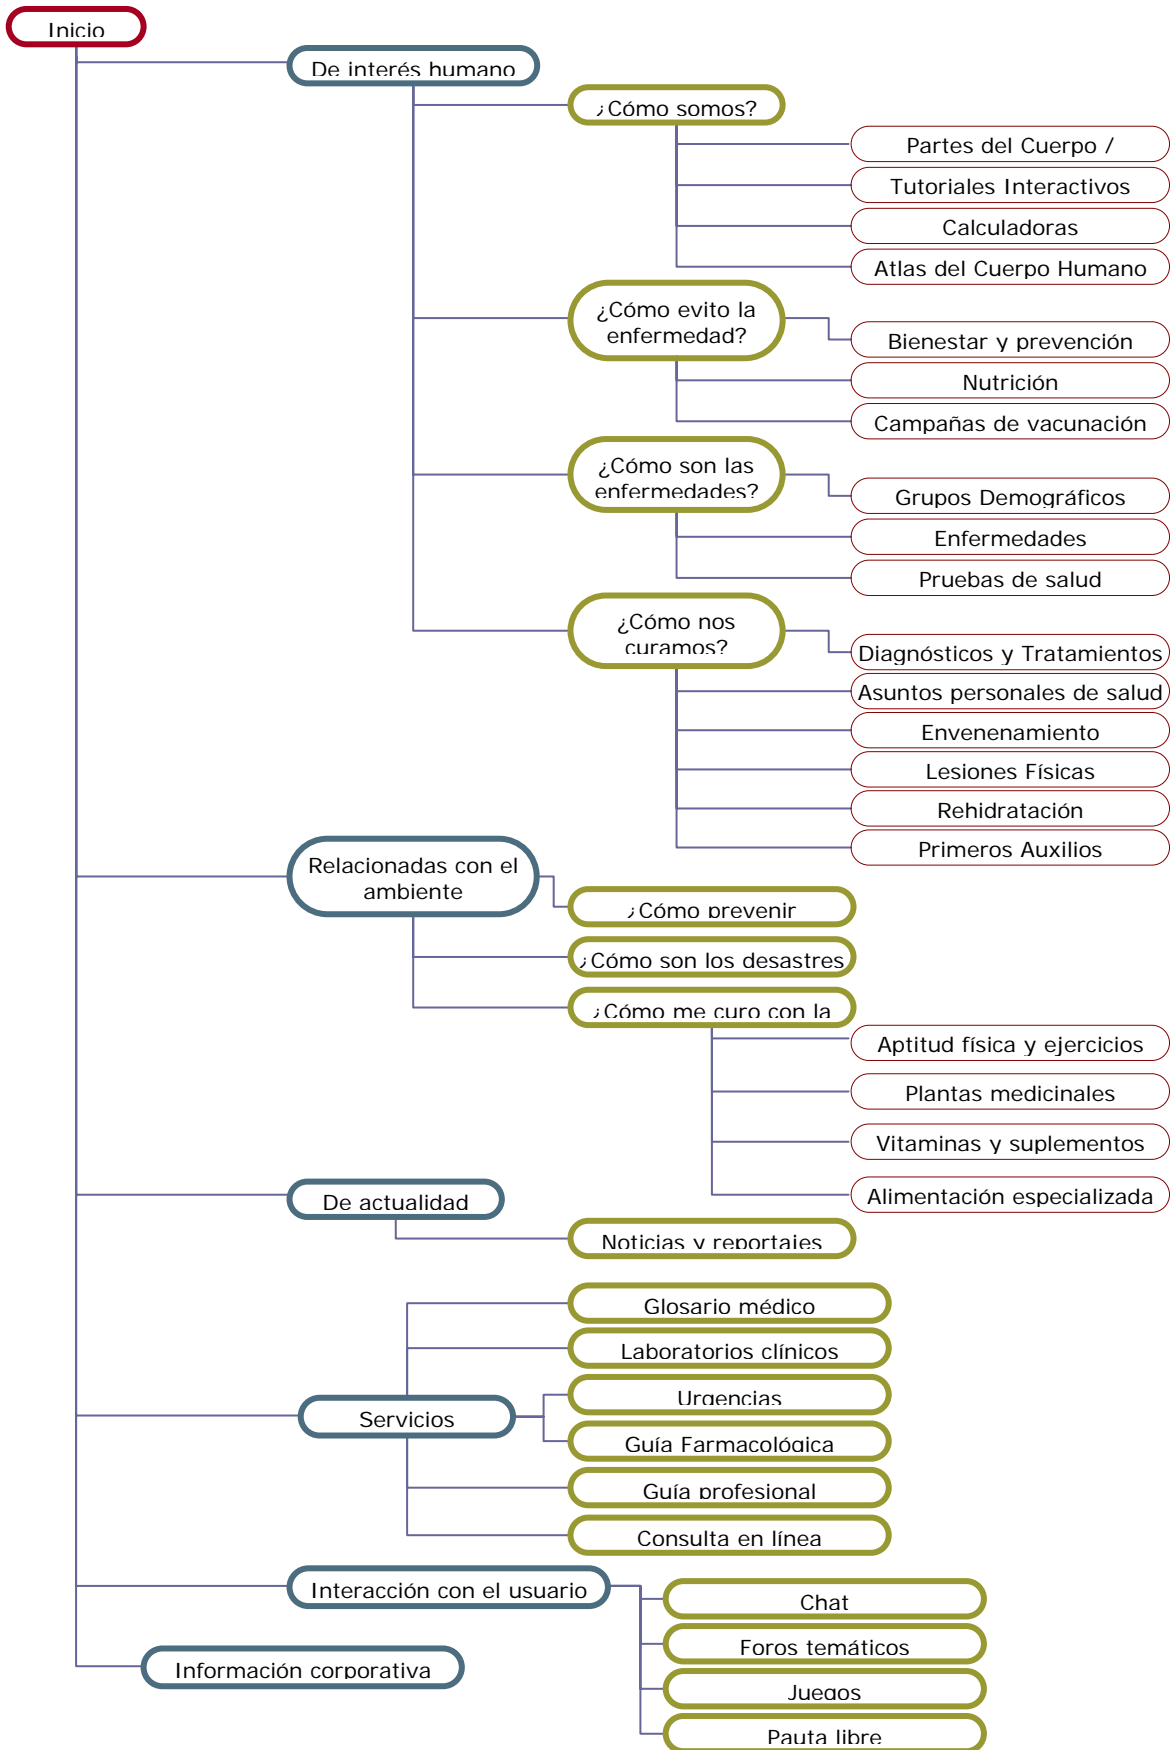 Inicio
De interés humano
¿Cómo somos?
Partes del Cuerpo /
Tutoriales Interactivos
Calculadoras
Atlas del Cuerpo Humano
¿Cómo evito la
enfermedad?
Bienestar y prevención
Nutrición
Campañas de vacunación
¿Cómo son las
enfermedades?
Grupos Demográficos
Enfermedades
Pruebas de salud
¿Cómo nos
curamos?
Diagnósticos y Tratamientos
Asuntos personales de salud
Envenenamiento
Lesiones Físicas
Rehidratación
Primeros Auxilios
Relacionadas con el
ambiente
¿Cómo prevenir
¿Cómo son los desastres
¿Cómo me curo con la
Aptitud física y ejercicios
Plantas medicinales
Vitaminas y suplementos
Alimentación especializada
De actualidad
Noticias y reportajes
Servicios
Glosario médico
Laboratorios clínicos
Urgencias
Guía Farmacológica
Guía profesional
Consulta en línea
Interacción con el usuario
Chat
Foros temáticos
Juegos
Pauta libre
Información corporativa